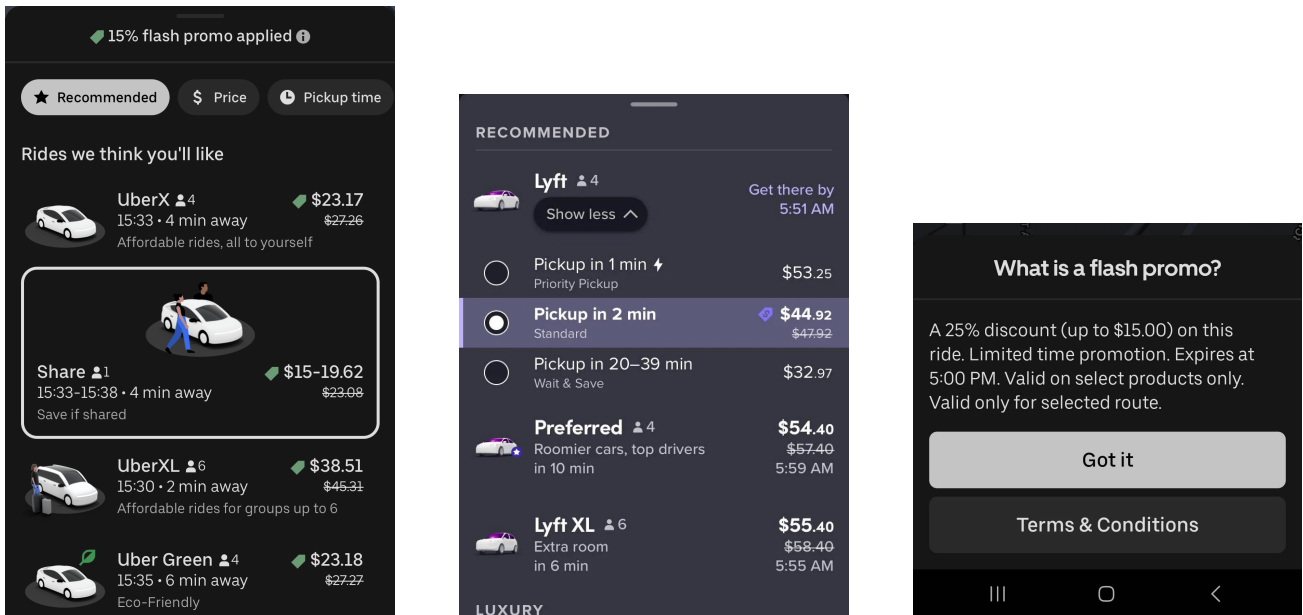 15% flash promo applied
Recommended
$ Price
Pickup time
Rides we think you'll like
UberX 4 $23.17
15:33 • 4 min away $27.26
Affordable rides, all to yourself
Share 1 $15-19.62
15:33-15:38 • 4 min away $23.08
Save if shared
UberXL 6 $38.51
15:30 • 2 min away $45.31
Affordable rides for groups up to 6
Uber Green 4 $23.18
15:35 • 6 min away $27.27
Eco-Friendly
RECOMMENDED
Lyft 4 Get there by
Show less 5:51 AM
Pickup in 1 min $53.25
Priority Pickup
Pickup in 2 min $44.92
Standard $47.92
Pickup in 20–39 min $32.97
Wait & Save
Preferred 4 $54.40
Roomier cars, top drivers $57.40
in 10 min 5:59 AM
Lyft XL 6 $55.40
Extra room $58.40
in 6 min 5:55 AM
LUXURY
What is a flash promo?
A 25% discount (up to $15.00) on this
ride. Limited time promotion. Expires at
5:00 PM. Valid on select products only.
Valid only for selected route.
Got it
Terms & Conditions